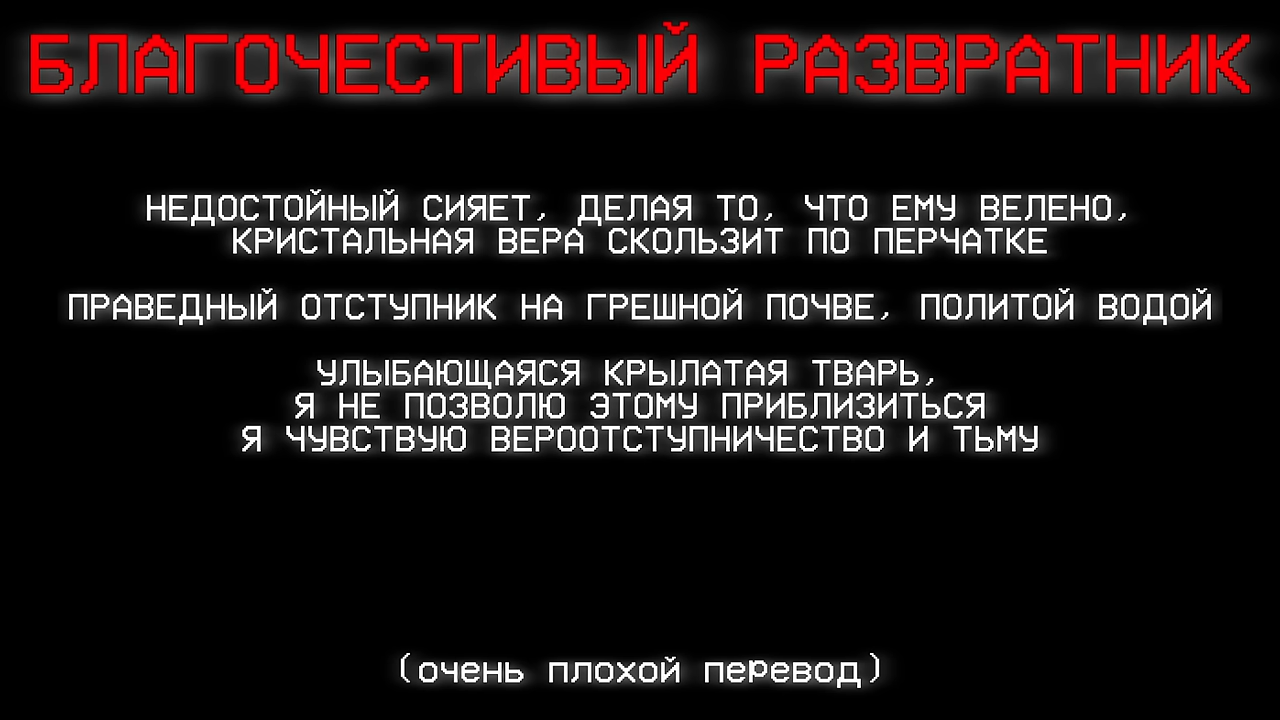 БЛАГОЧЕСТИВЫЙ РАЗВРАТНИК
НЕДОСТОЙНЫЙ СИЯЕТ, ДЕЛАЯ ТО, ЧТО ЕМУ ВЕЛЕНО,
КРИСТАЛЬНАЯ ВЕРА СКОЛЬЗИТ ПО ПЕРЧАТКЕ
ПРАВЕДНЫЙ ОТСТУПНИК НА ГРЕШНОЙ ПОЧВЕ, ПОЛИТОЙ ВОДОЙ
УЛЫБАЮЩАЯСЯ КРЫЛАТАЯ ТВАРЬ,
Я НЕ ПОЗВОЛЮ ЭТОМУ ПРИБЛИЗИТЬСЯ
Я ЧУВСТВУЮ ВЕРООТСТУПНИЧЕСТВО И ТЬМУ
(очень плохой перевод)